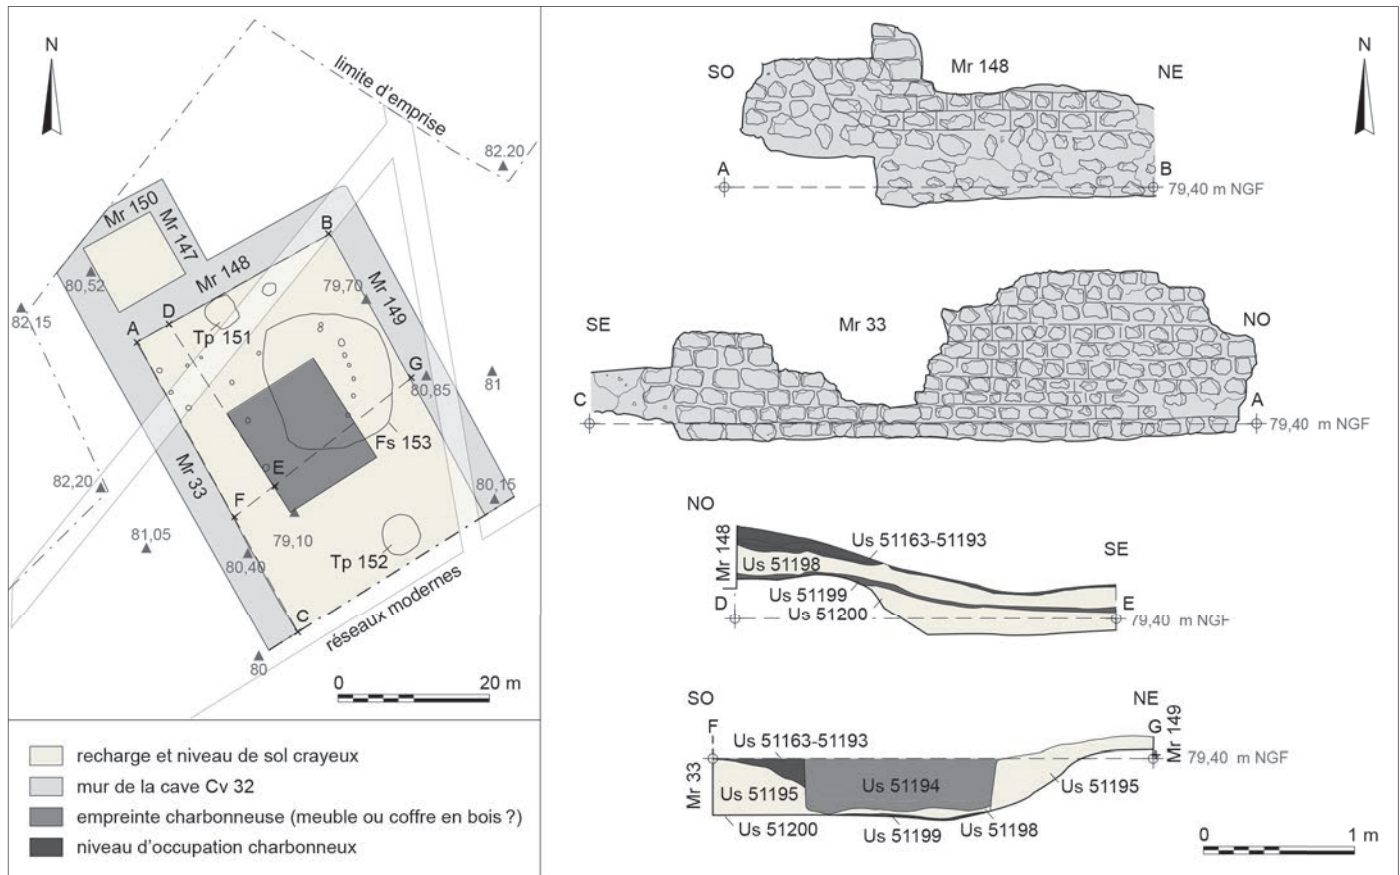 N
limite d'emprise
82,20
Mr 150
Mr 147
Mr 148
B
80,52
79,70
Mr 149
82,15
A
D
Tp 151
G
80,85
81
Fs 153
Mr 33
E
F
82,20
80,15
79,10
81,05
Tp 152
80,40
C
réseaux modernes
80
0 20 m
recharge et niveau de sol crayeux
mur de la cave Cv 32
empreinte charbonneuse (meuble ou coffre en bois ?)
niveau d'occupation charbonneux
N
SO
Mr 148
NE
A
B
79,40 m NGF
SE
Mr 33
NO
C
A
79,40 m NGF
NO
Mr 148
Us 51163-51193
SE
Us 51198
Us 51199
D
Us 51200
E
79,40 m NGF
SO
NE
F
G
Mr 149
Us 51163-51193
79,40 m NGF
Mr 33
Us 51195
Us 51194
Us 51195
Us 51200
Us 51199
Us 51198
0 1 m